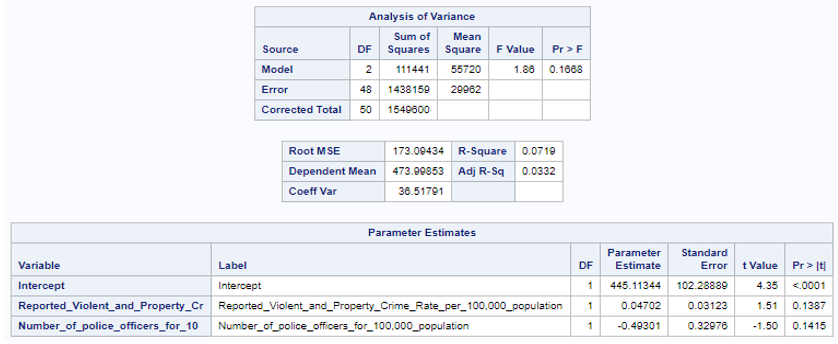 Analysis of Variance
Source DF Sum of Squares Mean Square F Value Pr > F
Model 2 111441 55720 1.86 0.1668
Error 48 1438159 29962
Corrected Total 50 1549600
Root MSE 173.09434 R-Square 0.0719
Dependent Mean 473.99853 Adj R-Sq 0.0332
Coeff Var 36.51791
Parameter Estimates
Variable Label DF Parameter Estimate Standard Error t Value Pr > |t|
Intercept Intercept 1 445.11344 102.28889 4.35 <.0001
Reported_Violent_and_Property_Cr Reported_Violent_and_Property_Crime_Rate_per_100,000_population 1 0.04702 0.03123 1.51 0.1387
Number_of_police_officers_for_10 Number_of_police_officers_for_100,000_population 1 -0.49301 0.32976 -1.50 0.1415